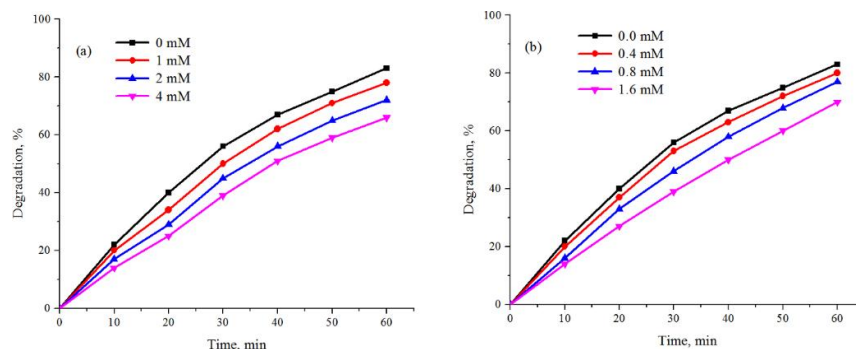 (a)
0 mM
1 mM
2 mM
4 mM
Degradation, %
100
80
60
40
20
0
0 10 20 30 40 50 60
Time, min
(b)
0.0 mM
0.4 mM
0.8 mM
1.6 mM
Degradation, %
100
80
60
40
20
0
0 10 20 30 40 50 60
Time, min